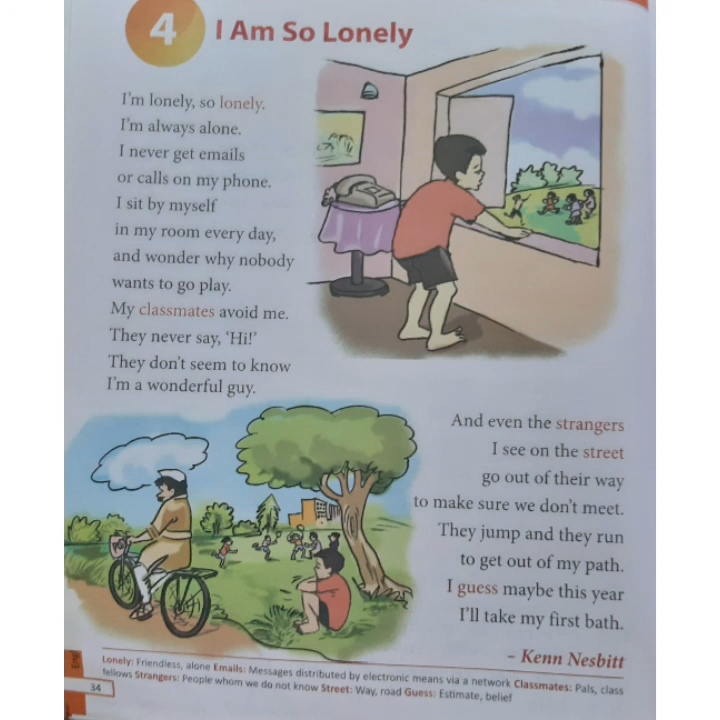 4
I Am So Lonely
I'm lonely, so lonely.
I'm always alone.
I never get emails
or calls on my phone.
I sit by myself
in my room every day,
and wonder why nobody
wants to go play.
My classmates avoid me.
They never say, 'Hi!'
They don't seem to know
I'm a wonderful guy.
And even the strangers
I see on the street
go out of their way
to make sure we don't meet.
They jump and they run
to get out of my path.
I guess maybe this year
I'll take my first bath.
– Kenn Nesbitt
Lonely: Friendless, alone Emails: Messages distributed by electronic means via a network Classmates: Pals, class
fellows Strangers: People whom we do not know Street: Way, road Guess: Estimate, belief
34